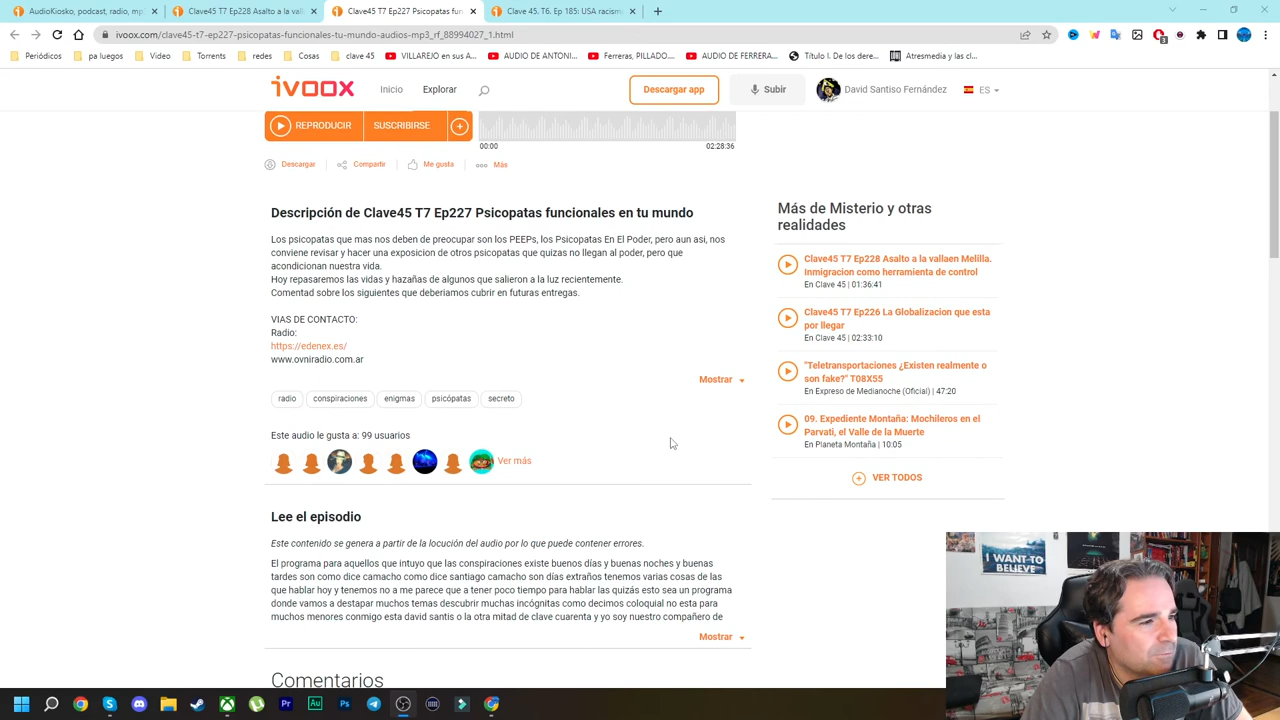 AudioKiosko, podcast, radio, mp
Clave45 T7 Ep228 Asalto a la val
Clave45 T7 Ep227 Psicopatas fun
Clave 45. T6. Ep 185: USA racism
ivoox.com/clave45-t7-ep227-psicopatas-funcionales-tu-mundo-audios-mp3_rf_88994027_1.html
3
Periódicos
pa luegos
Video
Torrents
redes
Cosas
clave 45
VILLAREJO en sus A...
AUDIO DE ANTONI...
Ferreras, PILLADO....
AUDIO DE FERRERA...
Título I. De los dere...
Atresmedia y las cl...
ivoox
Inicio
Explorar
Descargar app
Subir
David Santiso Fernández
ES
REPRODUCIR
SUSCRIBIRSE
00:00
02:28:36
Descargar
Compartir
Me gusta
Más
Descripción de Clave45 T7 Ep227 Psicopatas funcionales en tu mundo
Los psicopatas que mas nos deben de preocupar son los PEEPs, los Psicopatas En El Poder, pero aun asi, nos
conviene revisar y hacer una exposicion de otros psicopatas que quizas no llegan al poder, pero que
acondicionan nuestra vida.
Hoy repasaremos las vidas y hazañas de algunos que salieron a la luz recientemente.
Comentad sobre los siguientes que deberiamos cubrir en futuras entregas.
VIAS DE CONTACTO:
Radio:
https://edenex.es/
www.ovniradio.com.ar
Mostrar
radio
conspiraciones
enigmas
psicópatas
secreto
Este audio le gusta a: 99 usuarios
Ver más
Lee el episodio
Este contenido se genera a partir de la locución del audio por lo que puede contener errores.
El programa para aquellos que intuyo que las conspiraciones existe buenos días y buenas noches y buenas
tardes son como dice camacho como dice santiago camacho son días extraños tenemos varias cosas de las
que hablar hoy y tenemos no a me parece que a tener poco tiempo para hablar las quizás esto sea un programa
donde vamos a destapar muchos temas descubrir muchas incógnitas como decimos coloquial no esta para
muchos menores conmigo esta david santis o la otra mitad de clave cuarenta y yo soy nuestro compañero de
Mostrar
Comentarios
Más de Misterio y otras
realidades
Clave45 T7 Ep228 Asalto a la vallaen Melilla.
Inmigracion como herramienta de control
En Clave 45 | 01:36:41
Clave45 T7 Ep226 La Globalizacion que esta
por llegar
En Clave 45 | 02:33:10
"Teletransportaciones ¿Existen realmente o
son fake?" T08X55
En Expreso de Medianoche (Oficial) | 47:20
09. Expediente Montaña: Mochileros en el
Parvati, el Valle de la Muerte
En Planeta Montaña | 10:05
VER TODOS
I WANT TO
BELIEVE
Pr
Au
Ps